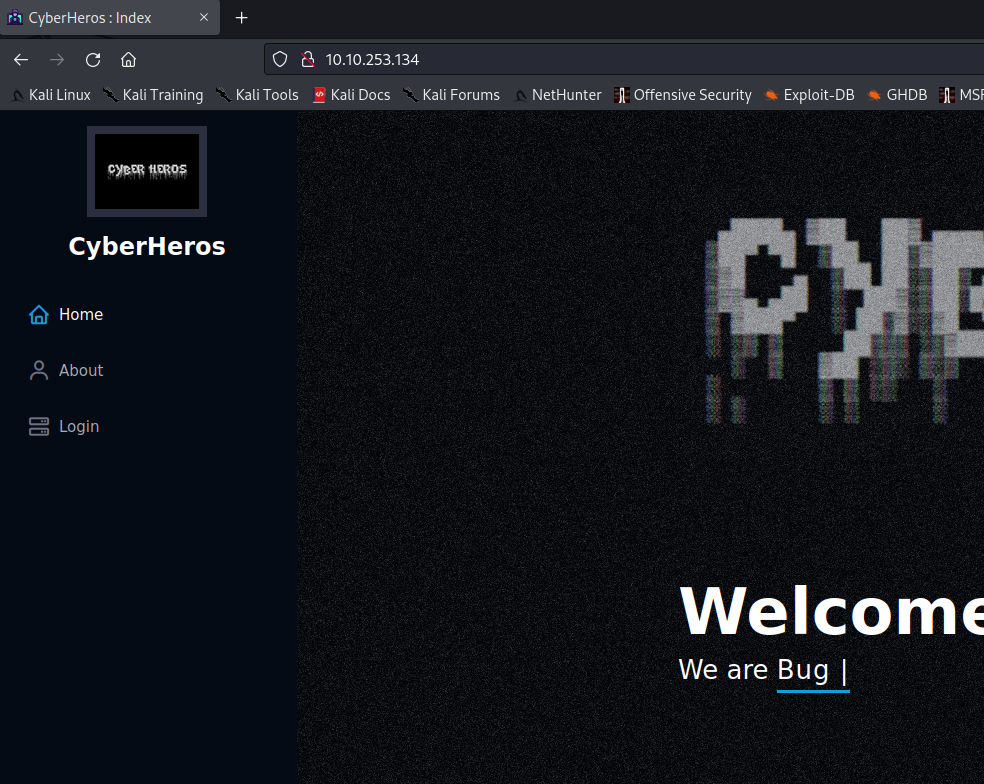 CyberHeros : Index
10.10.253.134
Kali Linux Kali Training Kali Tools Kali Docs Kali Forums NetHunter Offensive Security Exploit-DB GHDB MSF
CYBER HEROS
CyberHeros
Home
About
Login
CYB
Welcome
We are Bug |